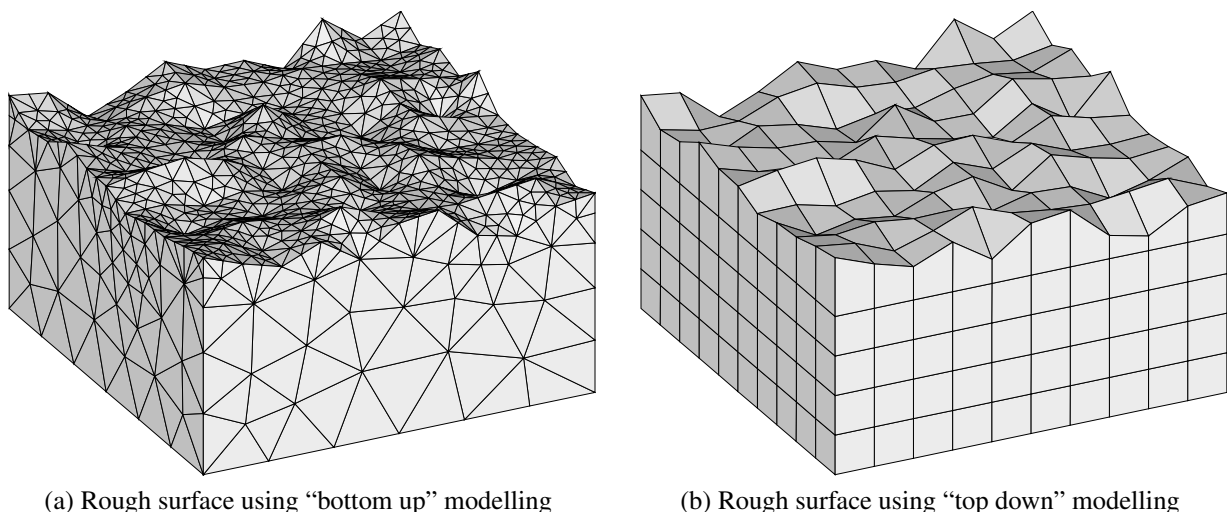 (a) Rough surface using “bottom up” modelling
(b) Rough surface using “top down” modelling